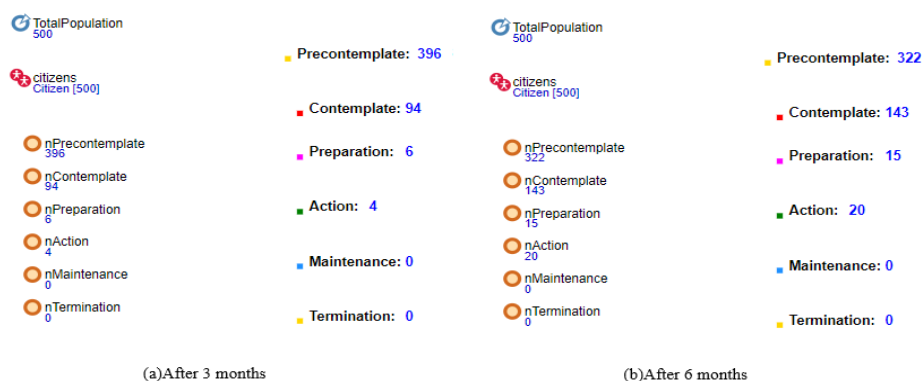 TotalPopulation
500
citizens
Citizen [500]
nPrecontemplate
396
nContemplate
94
nPreparation
6
nAction
4
nMaintenance
0
nTermination
0
Precontemplate: 396
Contemplate: 94
Preparation: 6
Action: 4
Maintenance: 0
Termination: 0
(a)After 3 months
TotalPopulation
500
citizens
Citizen [500]
nPrecontemplate
322
nContemplate
143
nPreparation
15
nAction
20
nMaintenance
0
nTermination
0
Precontemplate: 322
Contemplate: 143
Preparation: 15
Action: 20
Maintenance: 0
Termination: 0
(b)After 6 months